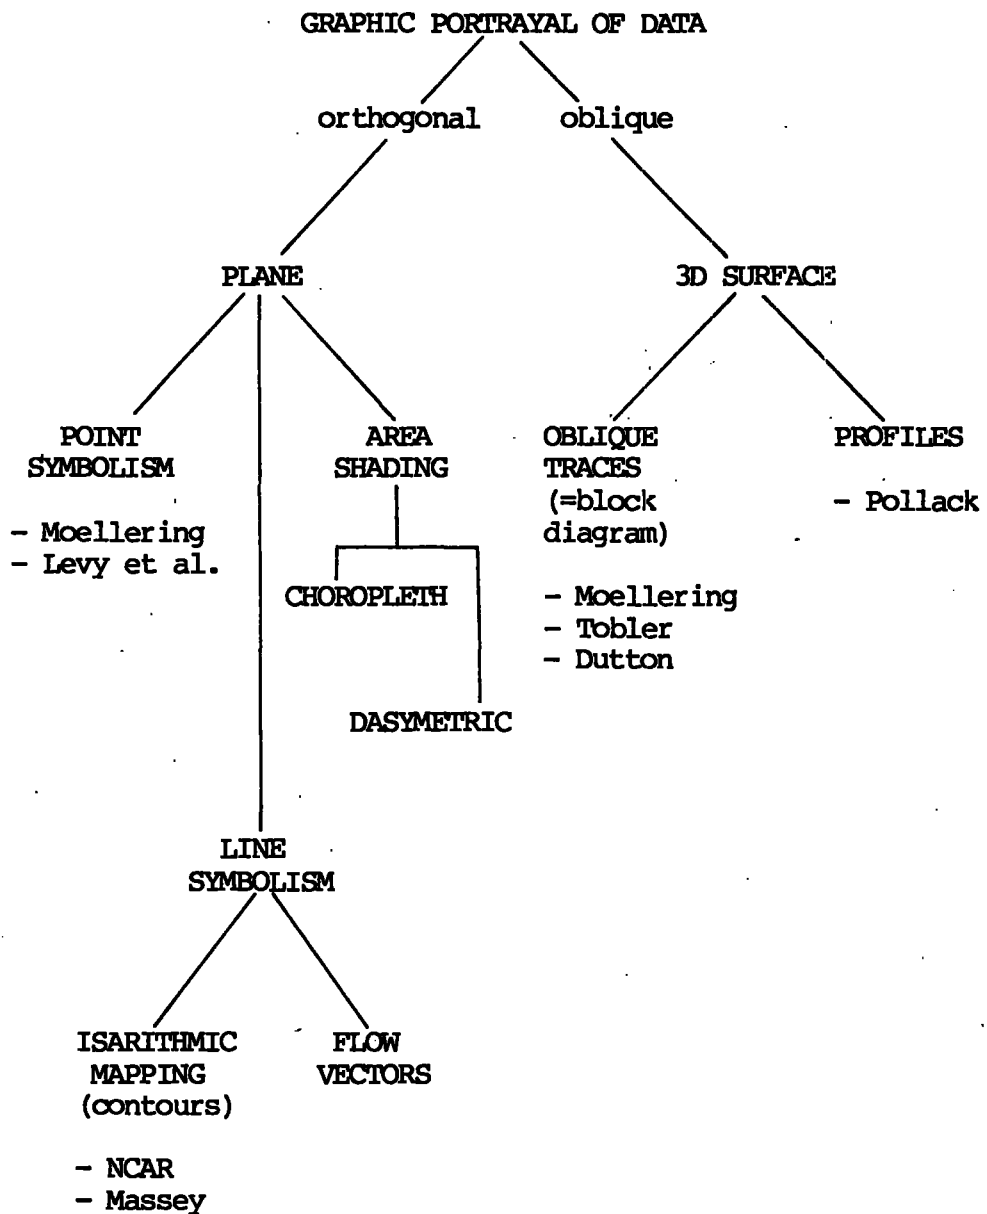 GRAPHIC PORTRAYAL OF DATA
orthogonal
oblique
PLANE
3D SURFACE
POINT
SYMBOLISM
- Moellering
- Levy et al.
AREA
SHADING
CHOROPLETH
DASYMETRIC
OBLIQUE
TRACES
(=block
diagram)
- Moellering
- Tobler
- Dutton
PROFILES
- Pollack
LINE
SYMBOLISM
ISARITHMIC
MAPPING
(contours)
- NCAR
- Massey
FLOW
VECTORS